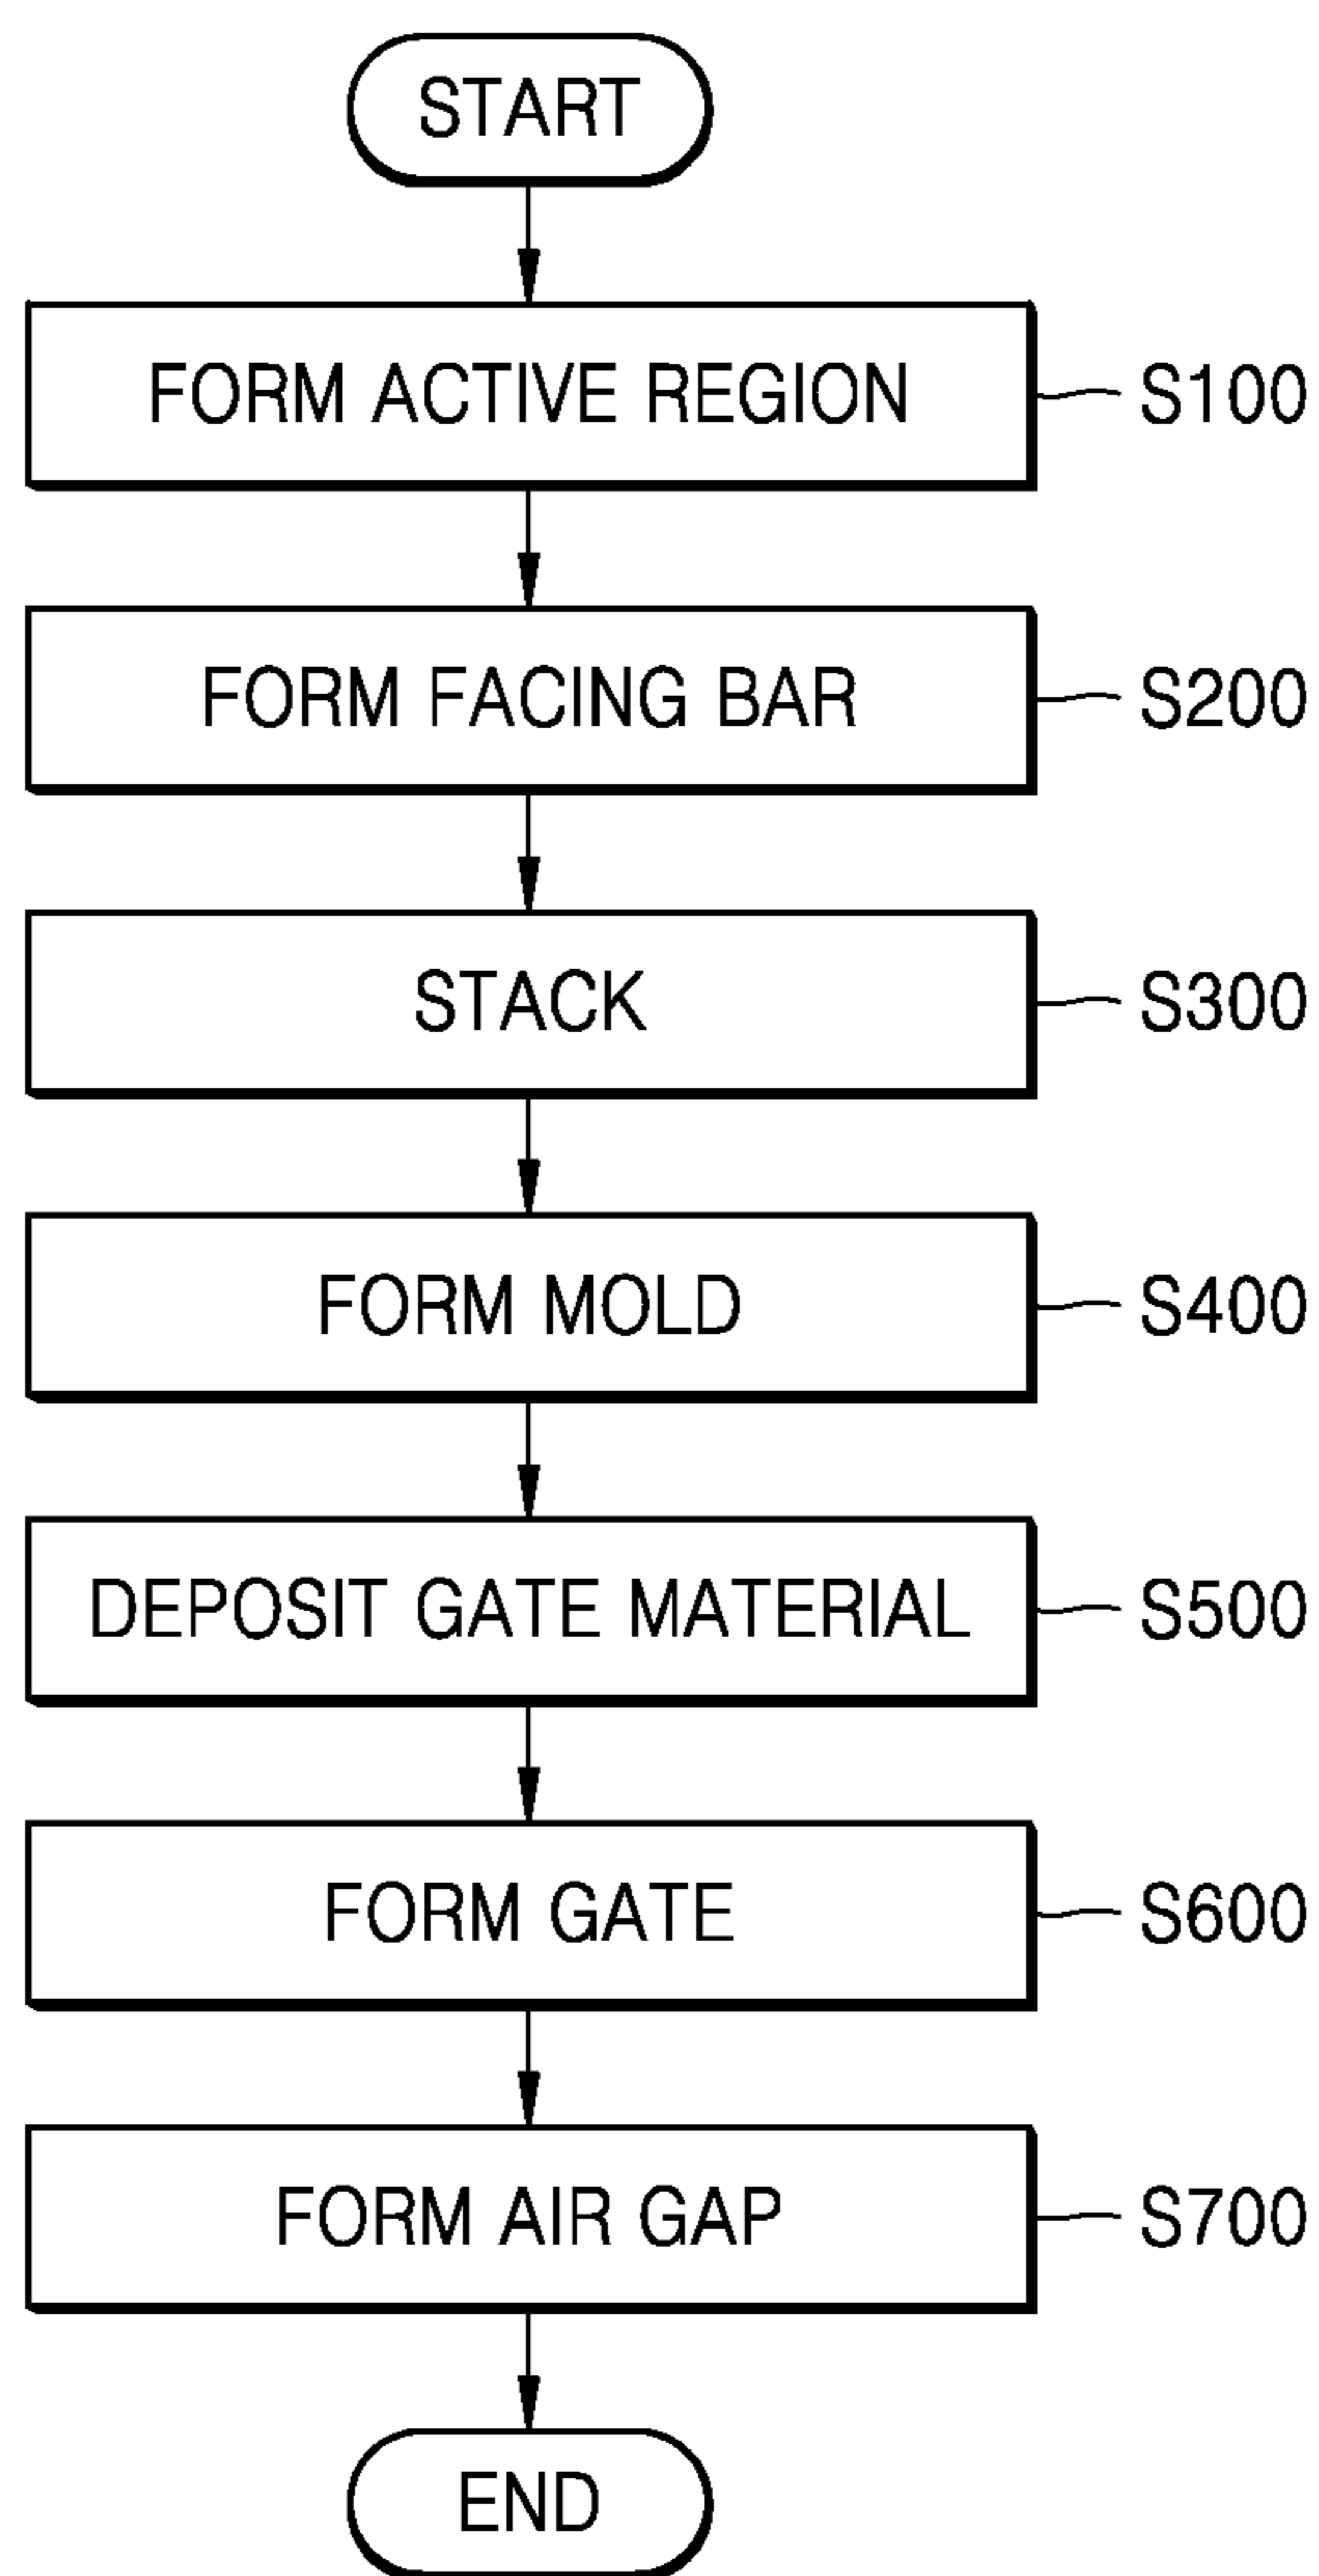 START
FORM ACTIVE REGION S100
FORM FACING BAR S200
STACK S300
FORM MOLD S400
DEPOSIT GATE MATERIAL S500
FORM GATE S600
FORM AIR GAP S700
END